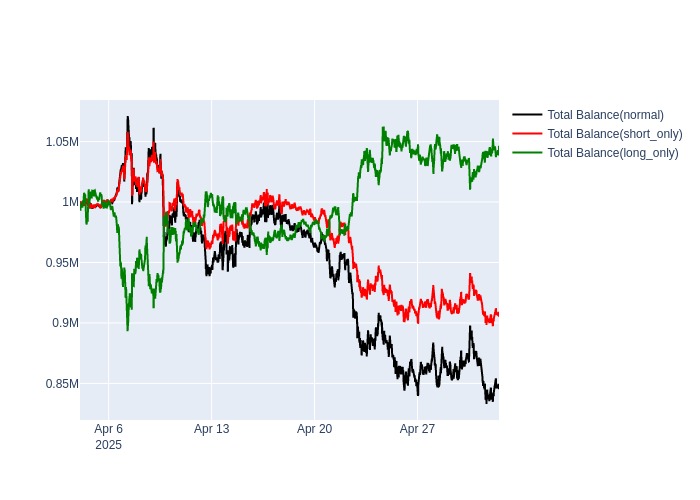 Total Balance(normal)
Total Balance(short_only)
Total Balance(long_only)
1.05M
1M
0.95M
0.9M
0.85M
Apr 6
2025
Apr 13
Apr 20
Apr 27